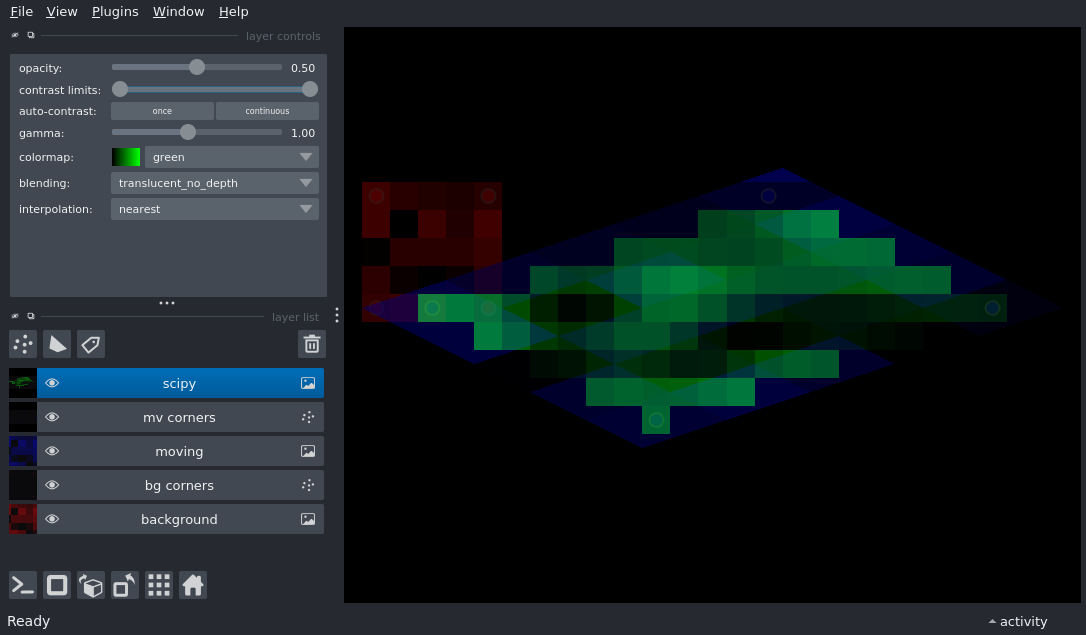 File View Plugins Window Help
layer controls
opacity: 0.50
contrast limits:
auto-contrast: once continuous
gamma: 1.00
colormap: green
blending: translucent_no_depth
interpolation: nearest
layer list
scipy
mv corners
moving
bg corners
background
Ready
activity